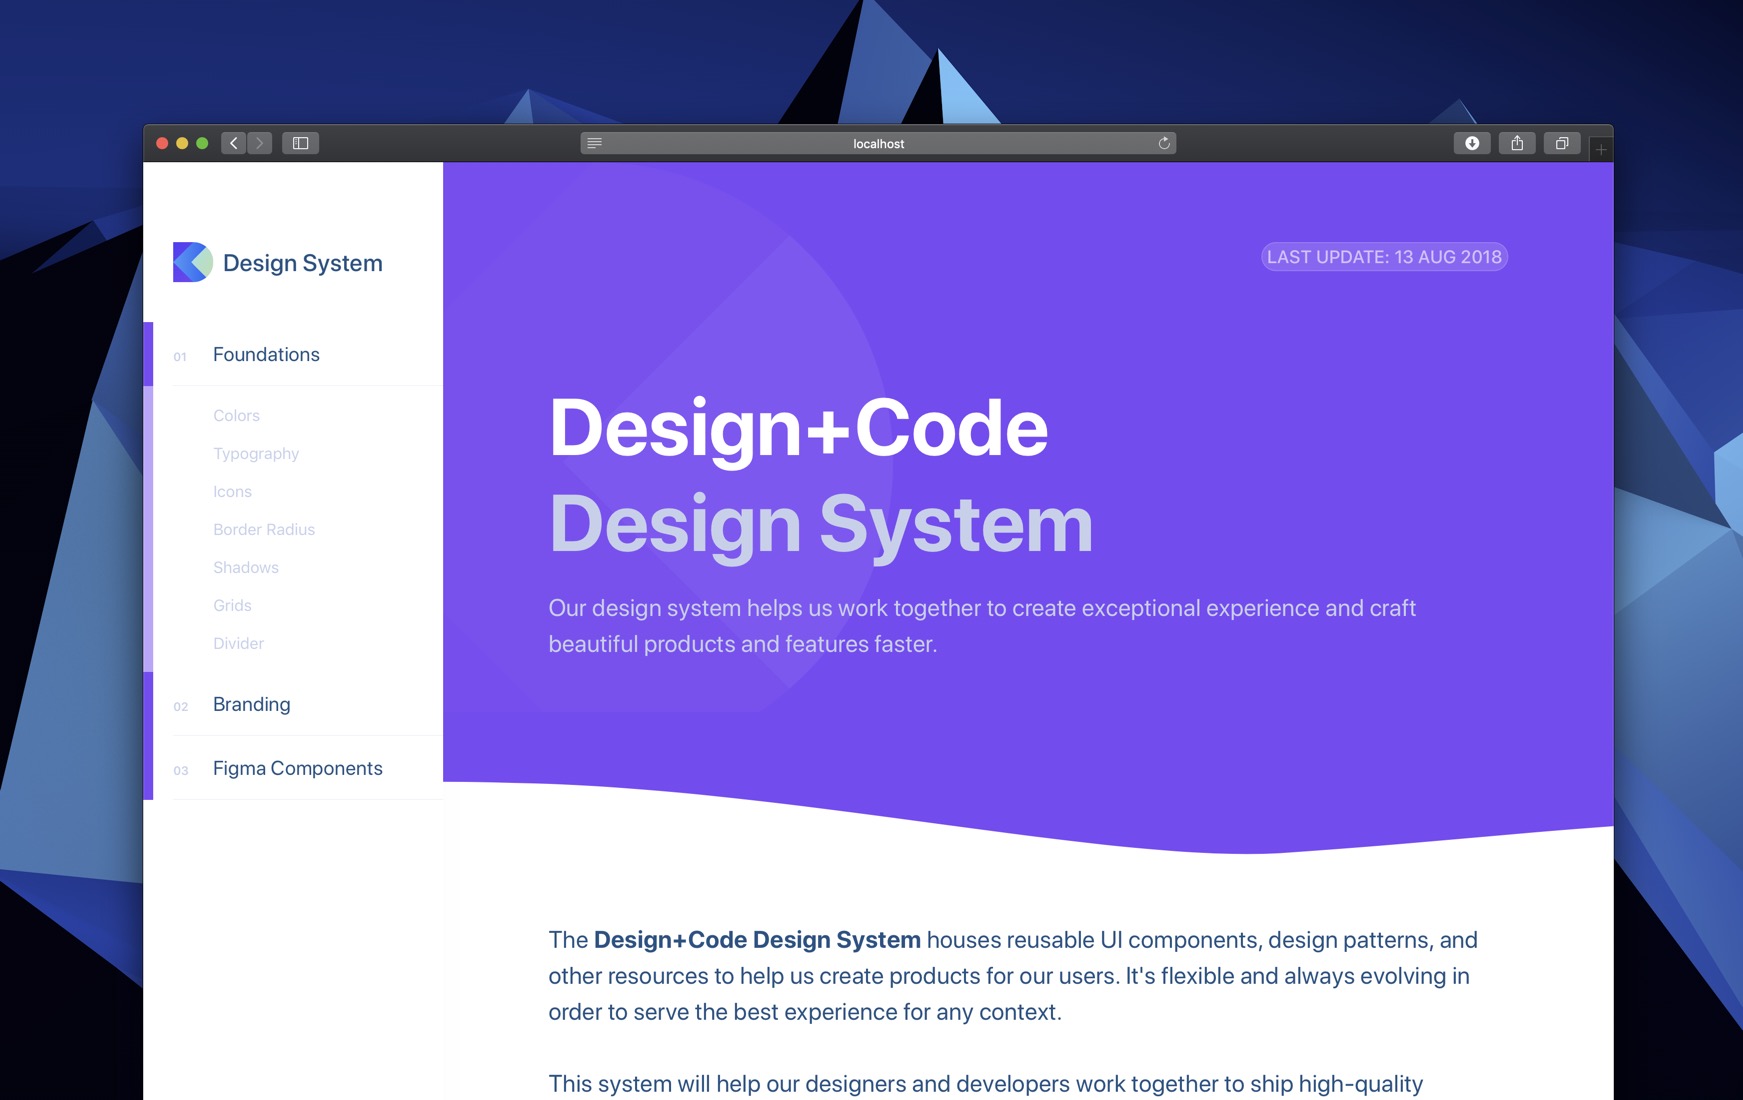 localhost
Design System
01 Foundations
Colors
Typography
Icons
Border Radius
Shadows
Grids
Divider
02 Branding
03 Figma Components
LAST UPDATE: 13 AUG 2018
Design+Code
Design System
Our design system helps us work together to create exceptional experience and craft
beautiful products and features faster.
The Design+Code Design System houses reusable UI components, design patterns, and
other resources to help us create products for our users. It's flexible and always evolving in
order to serve the best experience for any context.
This system will help our designers and developers work together to ship high-quality